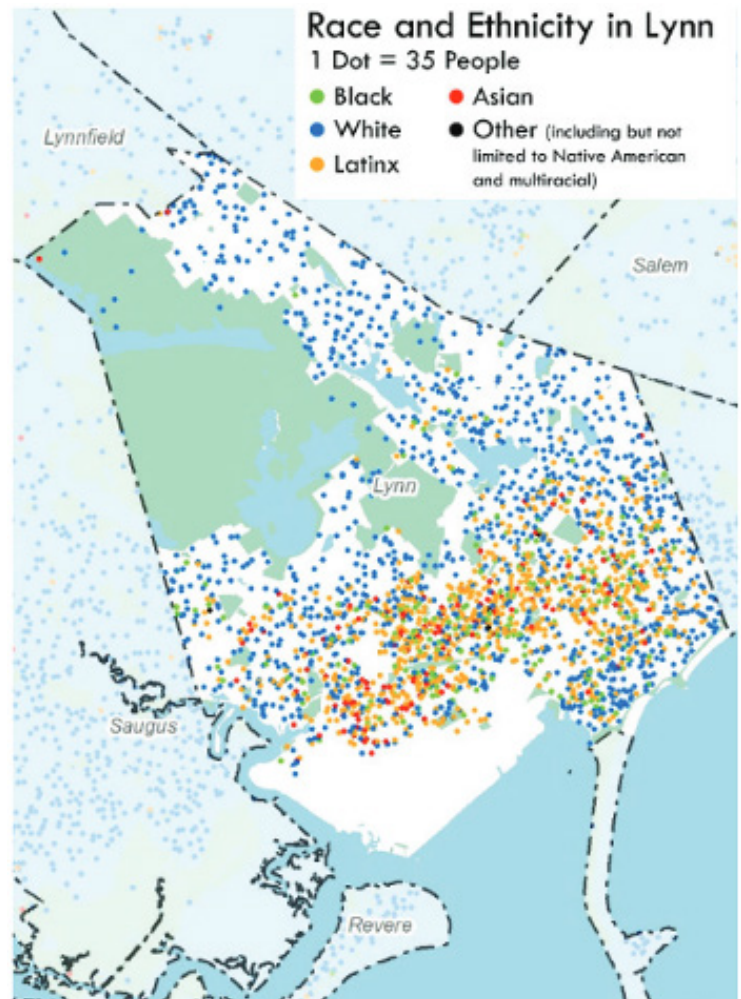 Race and Ethnicity in Lynn
1 Dot = 35 People
Black
White
Latinx
Asian
Other (including but not
limited to Native American
and multiracial)
Lynnfield
Salem
Lynn
Saugus
Revere